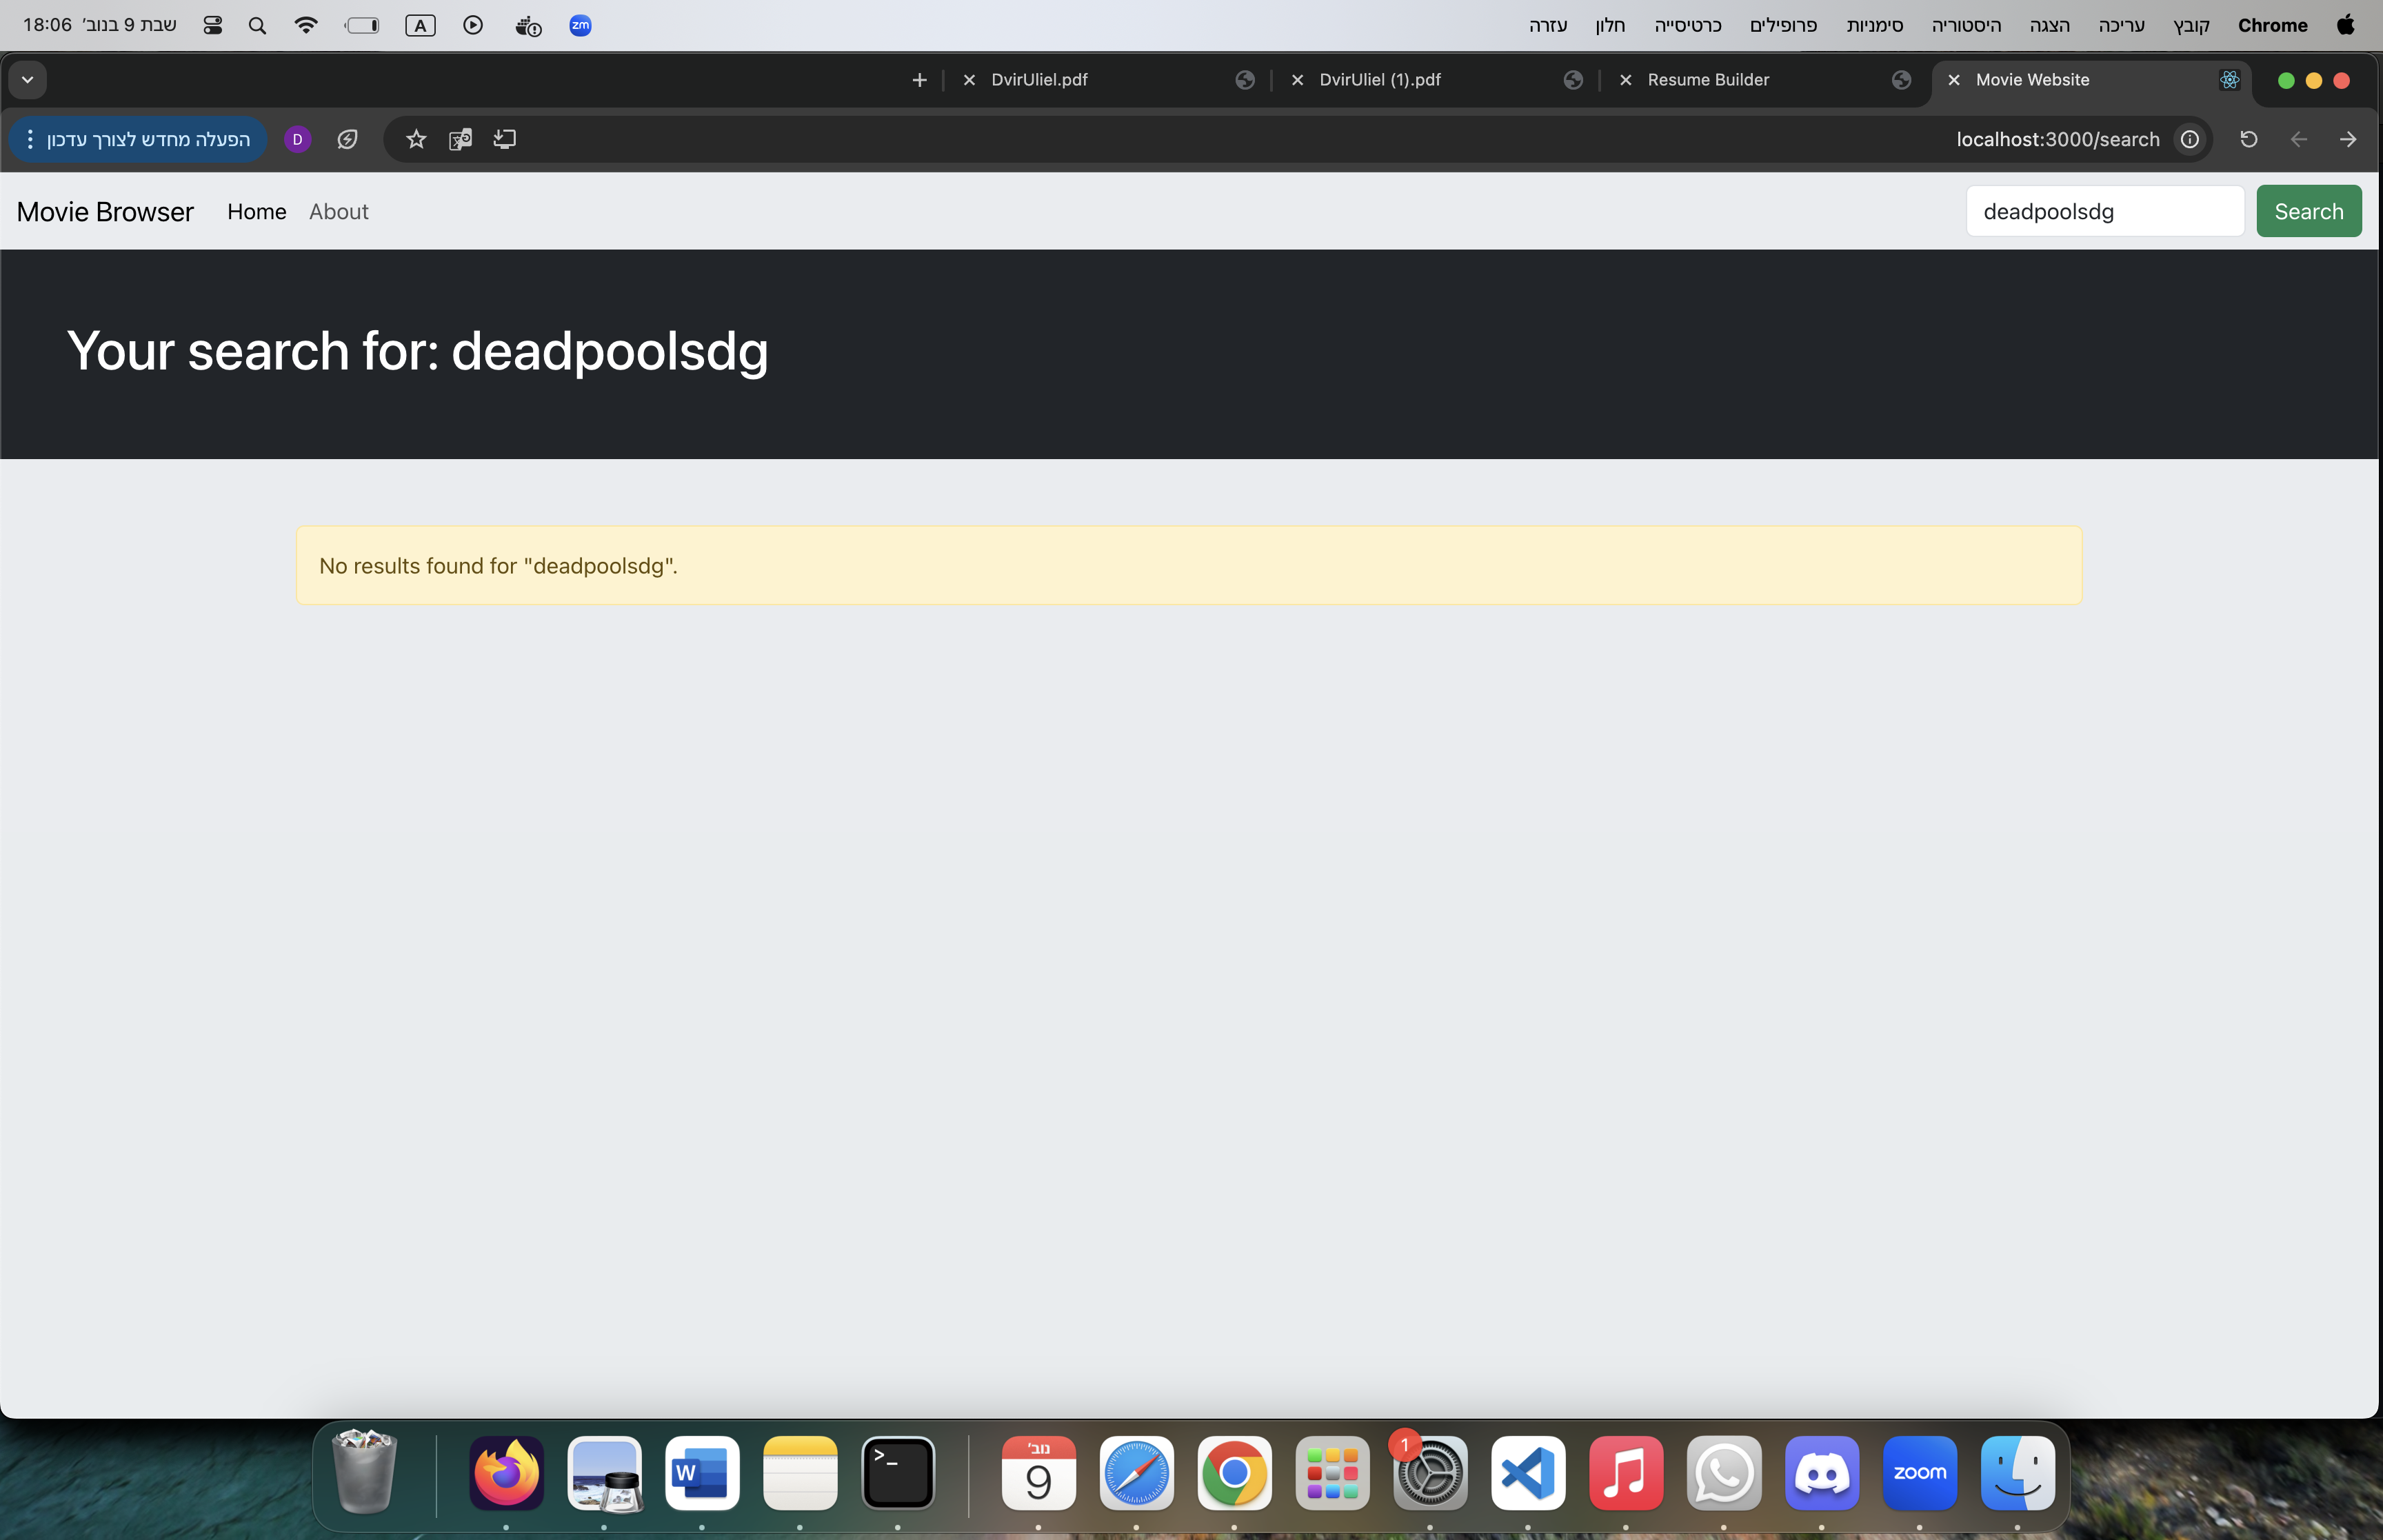 Chrome קובץ עריכה הצגה היסטוריה סימניות פרופילים כרטיסייה חלון עזרה
zm
A
שבת 9 בנוב׳ 18:06
Movie Website
Resume Builder
DvirUliel (1).pdf
DvirUliel.pdf
localhost:3000/search
D
הפעלה מחדש לצורך עדכון
Movie Browser Home About
deadpoolsdg
Search
Your search for: deadpoolsdg
No results found for "deadpoolsdg".
W
>_
נוב׳
9
1
zoom